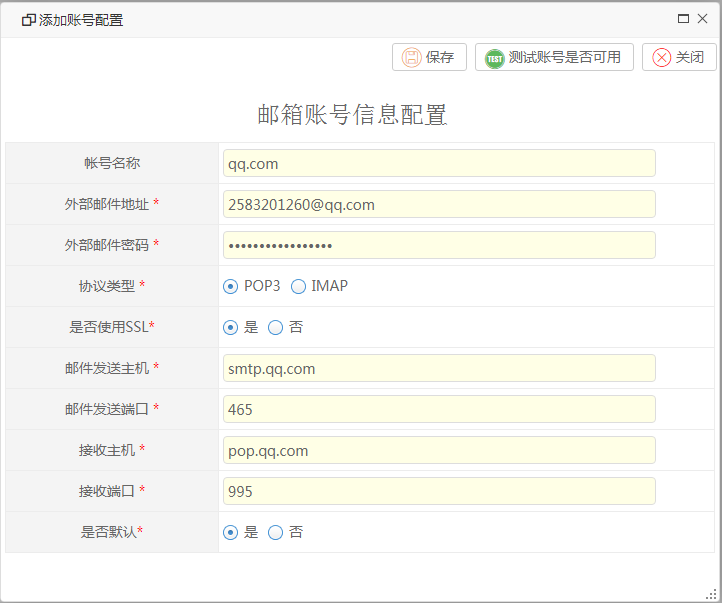 添加账号配置
保存 TEST 测试账号是否可用 关闭
邮箱账号信息配置
帐号名称 qq.com
外部邮件地址 * 2583201260@qq.com
外部邮件密码 * •••••••••••••••••
协议类型 * POP3 IMAP
是否使用SSL* 是 否
邮件发送主机 * smtp.qq.com
邮件发送端口 * 465
接收主机 * pop.qq.com
接收端口 * 995
是否默认* 是 否